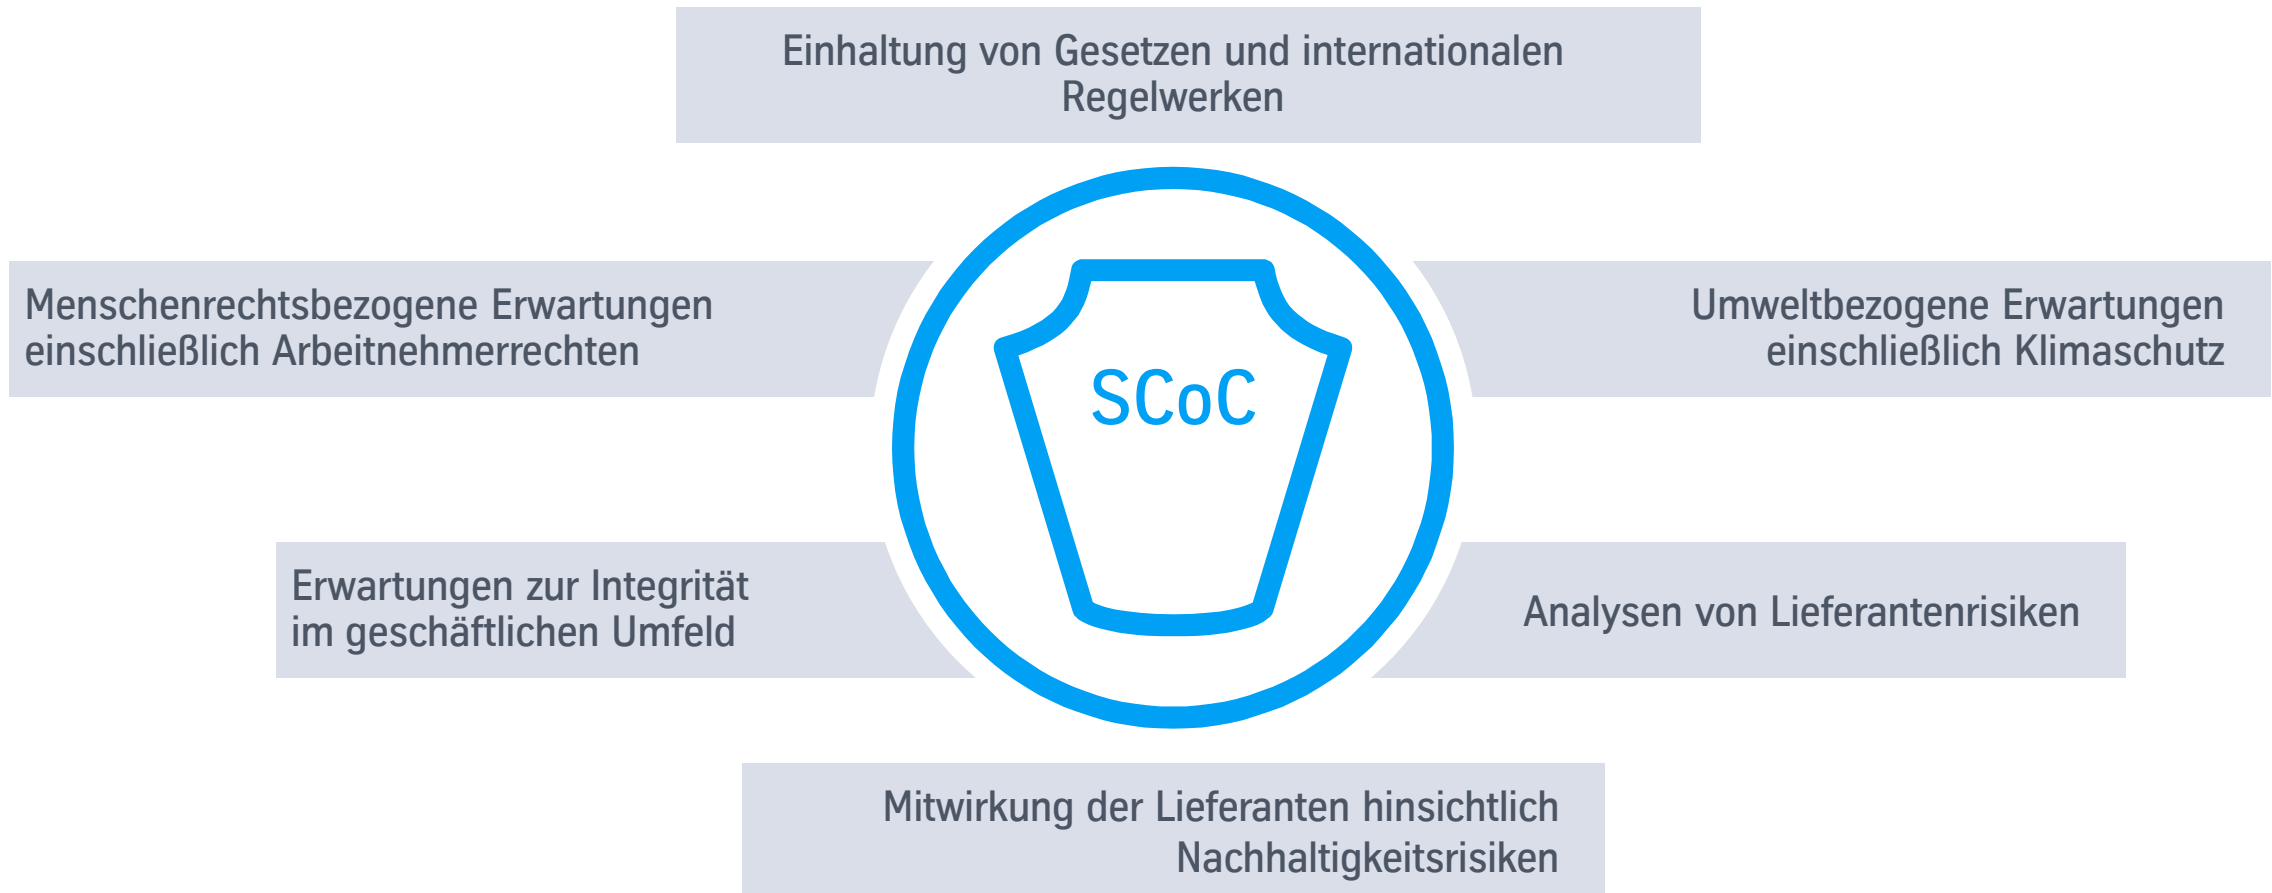 Einhaltung von Gesetzen und internationalen
Regelwerken
Menschenrechtsbezogene Erwartungen
einschließlich Arbeitnehmerrechten
Umweltbezogene Erwartungen
einschließlich Klimaschutz
SCoC
Erwartungen zur Integrität
im geschäftlichen Umfeld
Analysen von Lieferantenrisiken
Mitwirkung der Lieferanten hinsichtlich
Nachhaltigkeitsrisiken